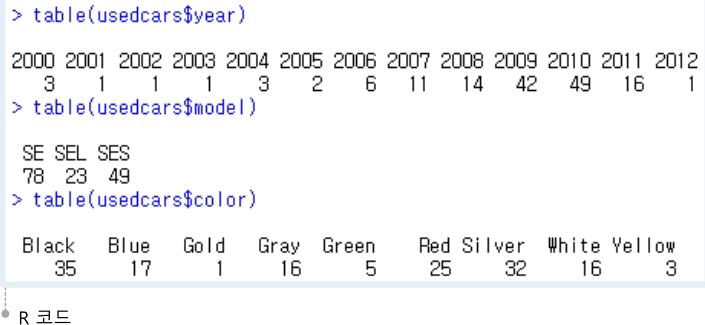 > table(usedcars$year)
2000 2001 2002 2003 2004 2005 2006 2007 2008 2009 2010 2011 2012
3 1 1 1 3 2 6 11 14 42 49 16 1
> table(usedcars$model)
SE SEL SES
78 23 49
> table(usedcars$color)
Black Blue Gold Gray Green Red Silver White Yellow
35 17 1 16 5 25 32 16 3
R 코드